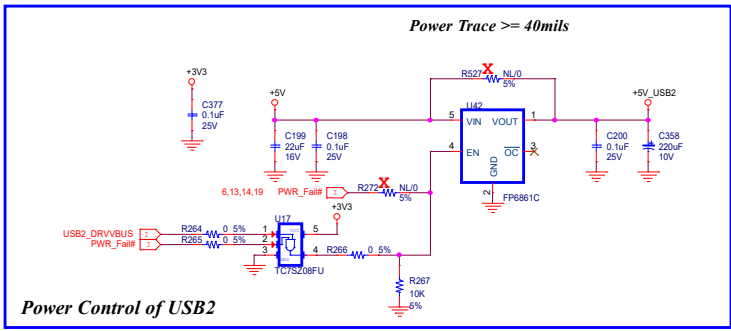 Power Trace >= 40mils
+3V3
C377
0.1uF
25V
+5V
C199
22uF
16V
C198
0.1uF
25V
R527 X NL/0
5%
U42
5 VIN VOUT 1
4 EN OC 3
GND
2
FP6861C
+5V_USB2
C200
0.1uF
25V
C358
220uF
10V
6,13,14,19 PWR_Fail# I R272 X NL/0
5%
+3V3
U17
USB2_DRVVBUS I R264 0 5% 1 5
PWR_Fail# I R265 0 5% 2
3 4 R266 0 5%
TC7SZ08FU
R267
10K
5%
Power Control of USB2